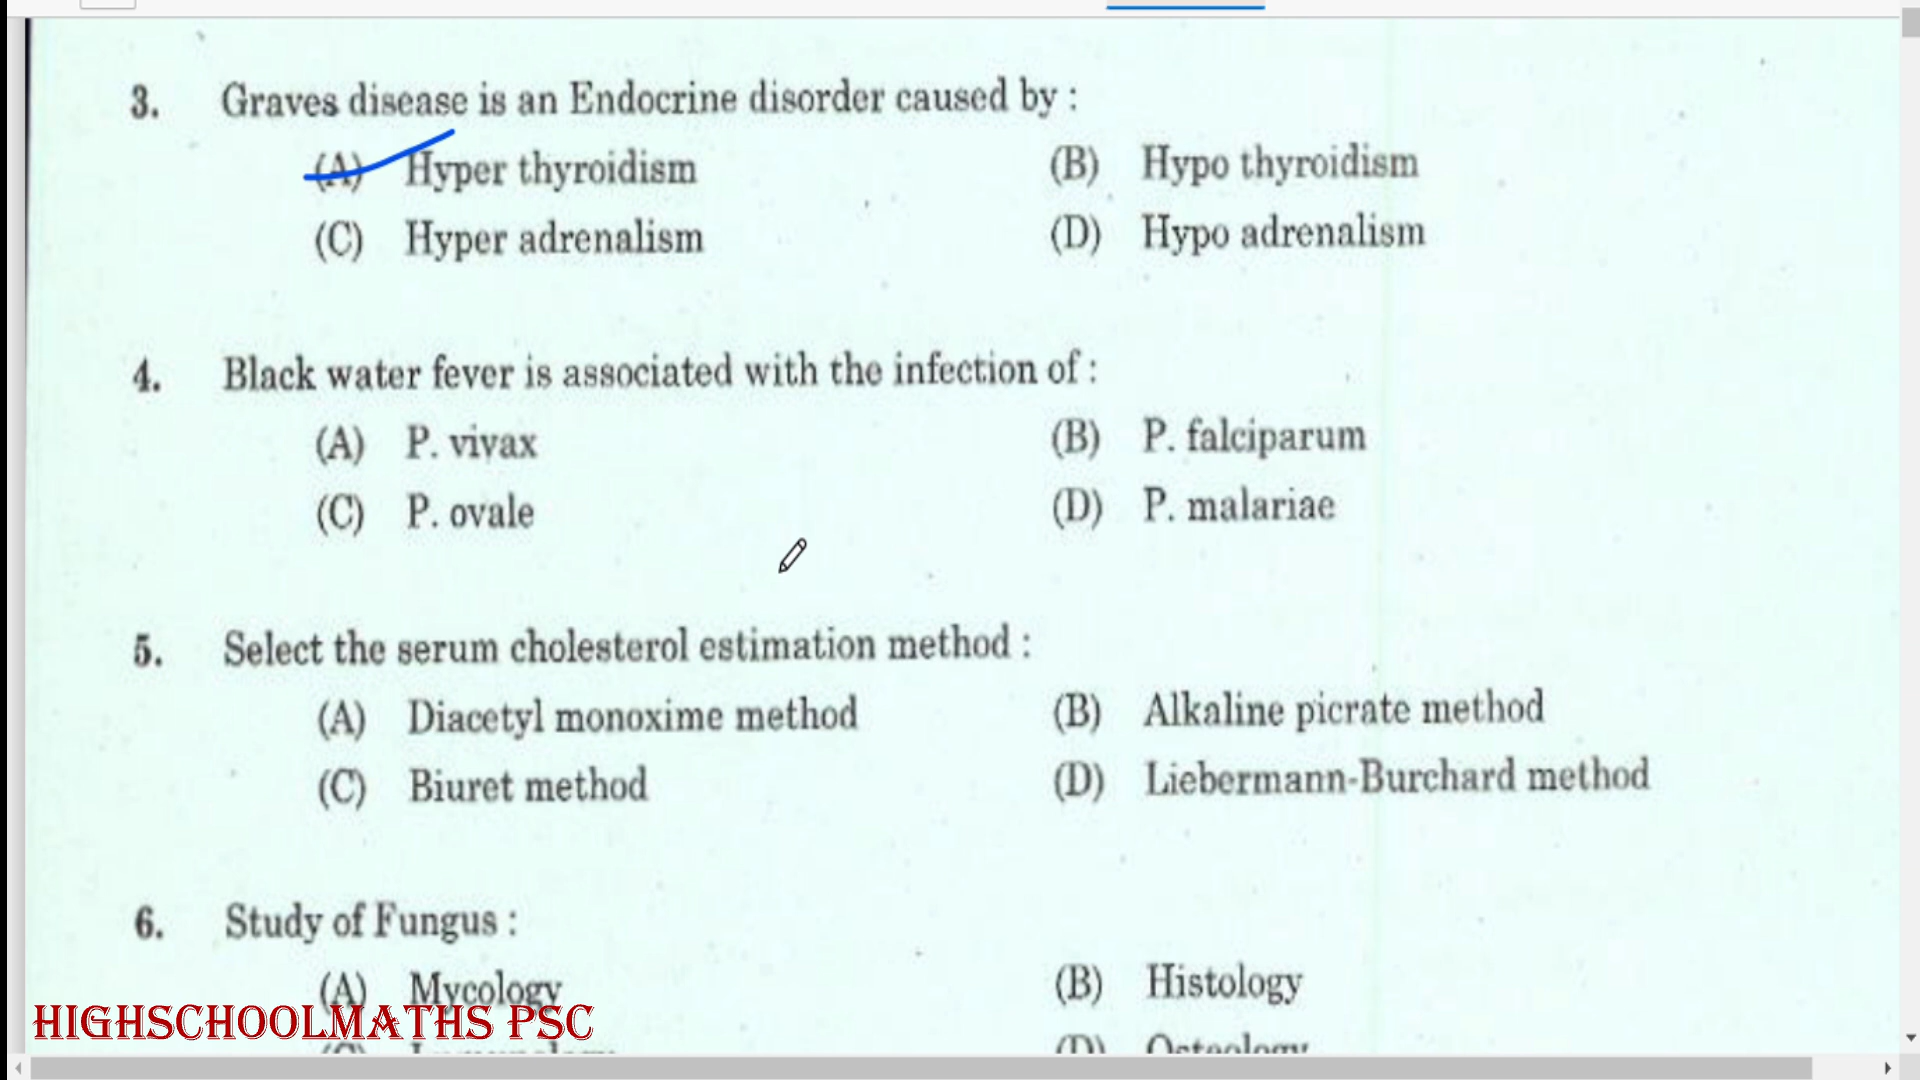 3. Graves disease is an Endocrine disorder caused by :
(A) Hyper thyroidism (B) Hypo thyroidism
(C) Hyper adrenalism (D) Hypo adrenalism
4. Black water fever is associated with the infection of :
(A) P. vivax (B) P. falciparum
(C) P. ovale (D) P. malariae
5. Select the serum cholesterol estimation method :
(A) Diacetyl monoxime method (B) Alkaline picrate method
(C) Biuret method (D) Liebermann-Burchard method
6. Study of Fungus :
(A) Mycology (B) Histology
HIGHSCHOOLMATHS PSC
(D) Osteology